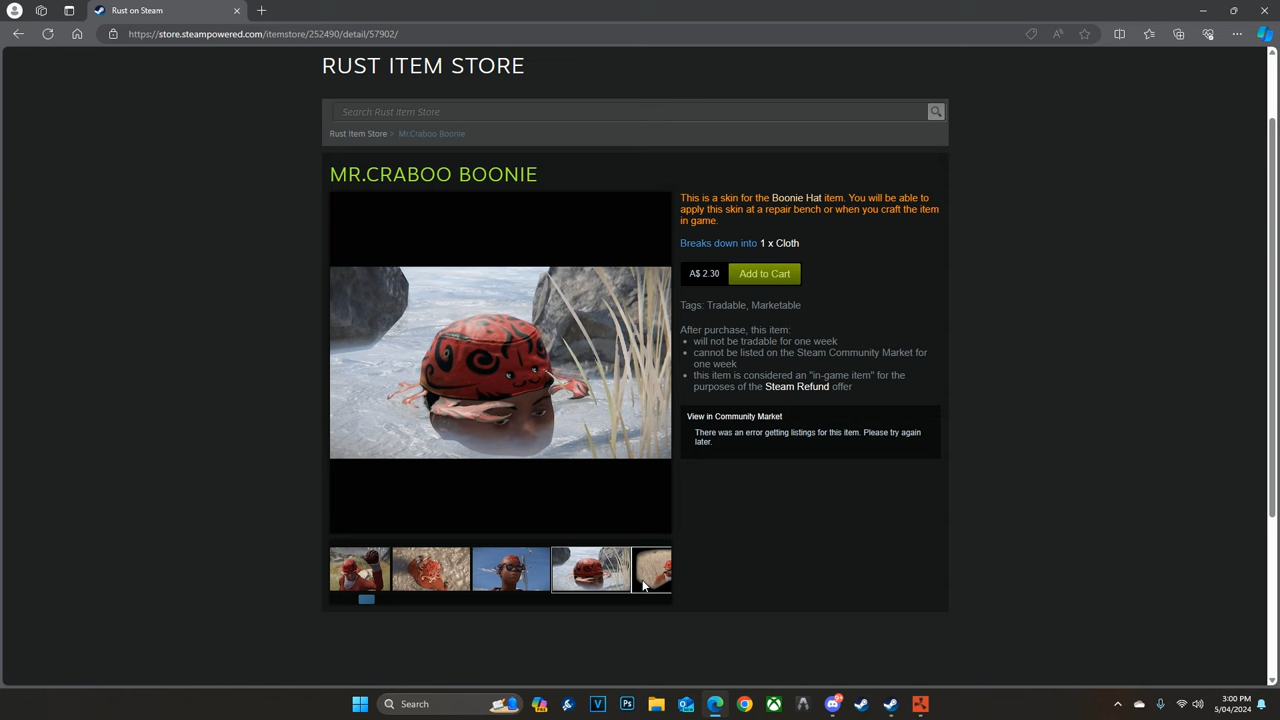 Rust on Steam
https://store.steampowered.com/itemstore/252490/detail/57902/
RUST ITEM STORE
Search Rust Item Store
Rust Item Store > Mr.Craboo Boonie
MR.CRABOO BOONIE
This is a skin for the Boonie Hat item. You will be able to
apply this skin at a repair bench or when you craft the item
in game.
Breaks down into 1 x Cloth
A$ 2.30 Add to Cart
Tags: Tradable, Marketable
After purchase, this item:
will not be tradable for one week
cannot be listed on the Steam Community Market for
one week
this item is considered an "in-game item" for the
purposes of the Steam Refund offer
View in Community Market
There was an error getting listings for this item. Please try again
later.
Search
3:00 PM
5/04/2024